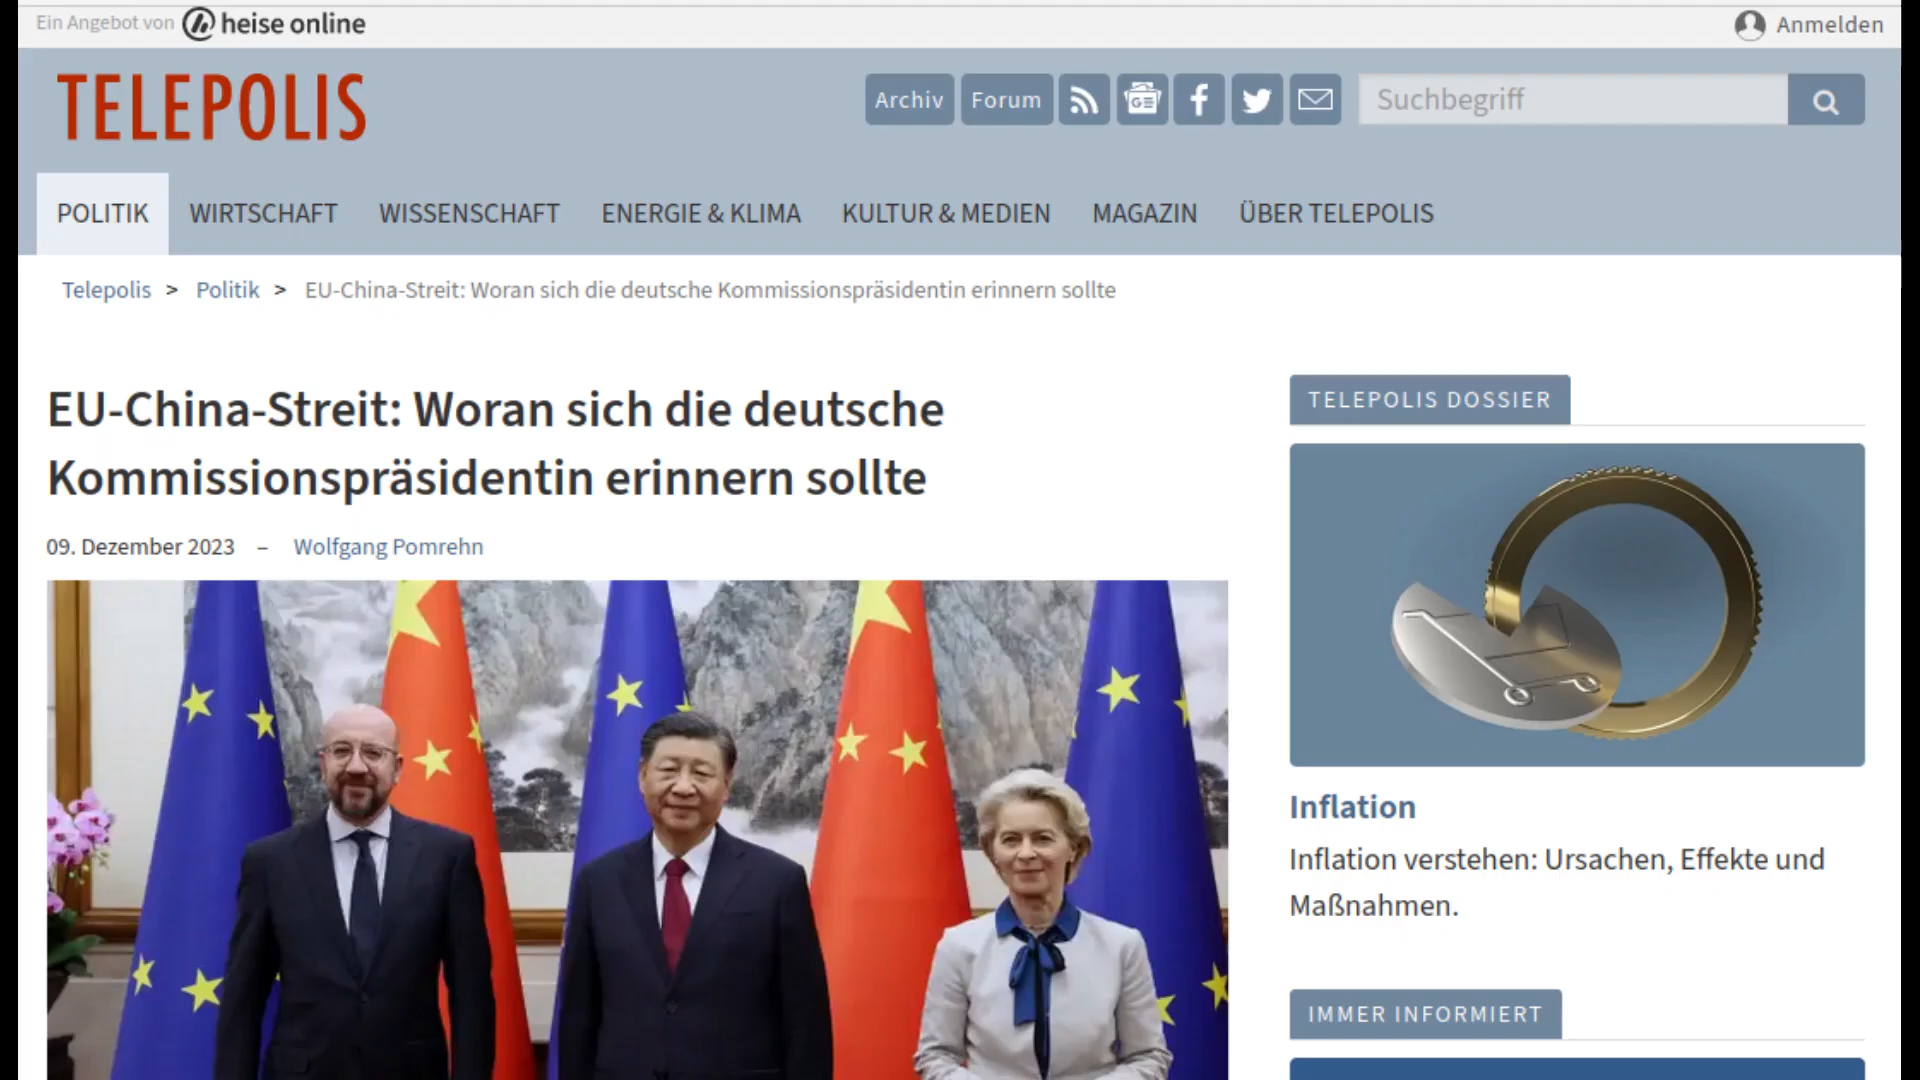 Ein Angebot von heise online
Anmelden
TELEPOLIS
Archiv
Forum
GE
Suchbegriff
POLITIK
WIRTSCHAFT
WISSENSCHAFT
ENERGIE & KLIMA
KULTUR & MEDIEN
MAGAZIN
ÜBER TELEPOLIS
Telepolis > Politik > EU-China-Streit: Woran sich die deutsche Kommissionspräsidentin erinnern sollte
EU-China-Streit: Woran sich die deutsche
Kommissionspräsidentin erinnern sollte
09. Dezember 2023 – Wolfgang Pomrehn
TELEPOLIS DOSSIER
Inflation
Inflation verstehen: Ursachen, Effekte und
Maßnahmen.
IMMER INFORMIERT